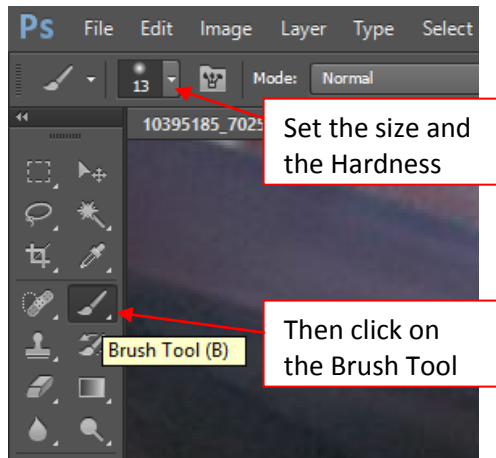 Ps File Edit Image Layer Type Select
13 Mode: Normal
10395185_7025
Set the size and
the Hardness
Then click on
the Brush Tool
Brush Tool (B)